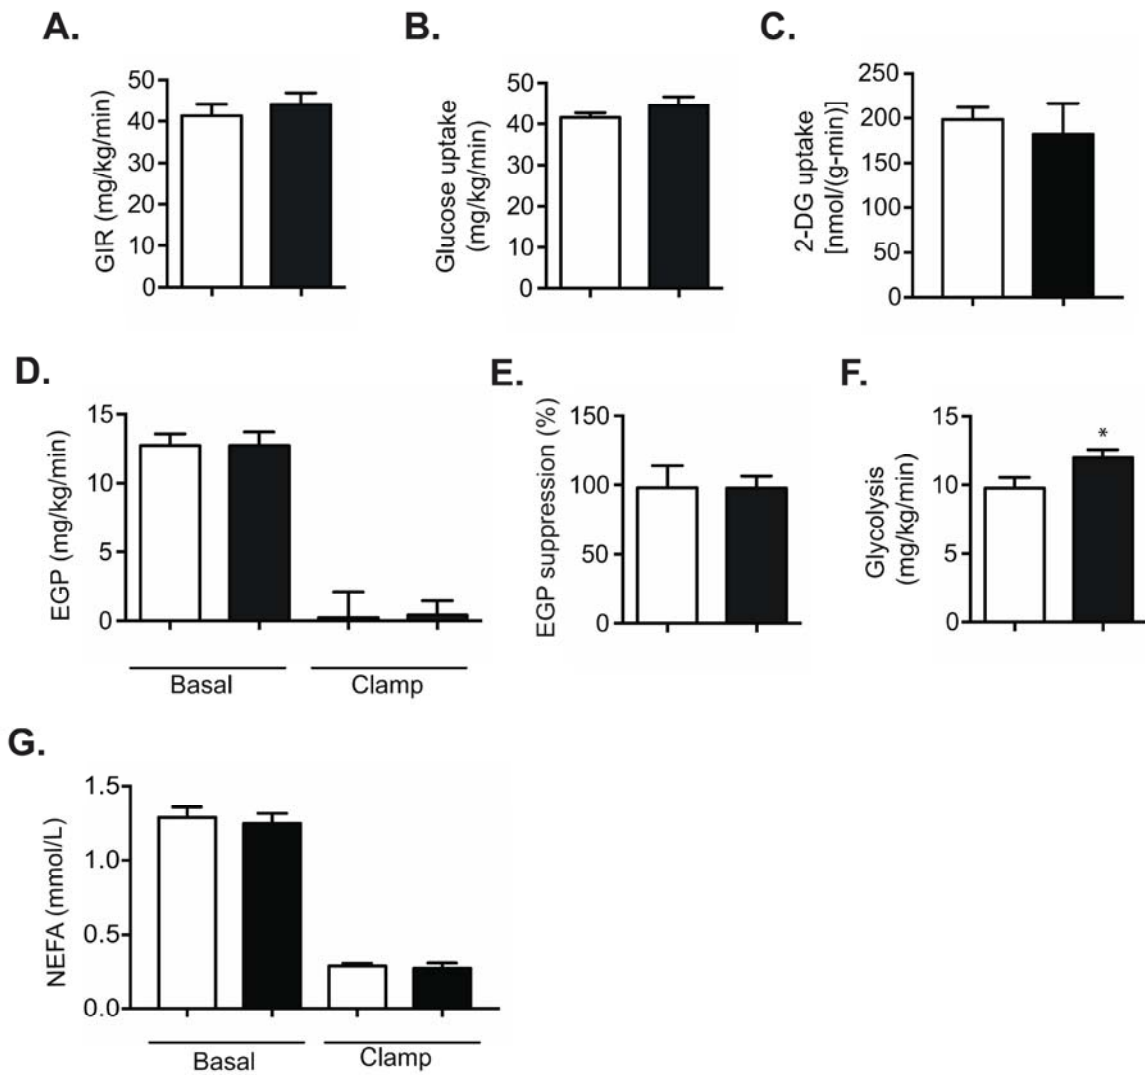 A.
GIR (mg/kg/min)
50
40
30
20
10
0
B.
Glucose uptake
(mg/kg/min)
50
40
30
20
10
0
C.
2-DG uptake
[nmol/(g-min)]
250
200
150
100
50
0
D.
EGP (mg/kg/min)
15
10
5
0
Basal
Clamp
E.
EGP suppression (%)
150
100
50
0
F.
Glycolysis
(mg/kg/min)
15
10
5
0
*
G.
NEFA (mmol/L)
1.5
1.0
0.5
0.0
Basal
Clamp